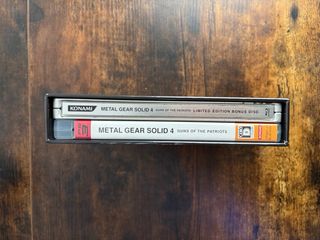 KONAMI METAL GEAR SOLID 4 GUNS OF THE PATRIOTS LIMITED EDITION BONUS DISC
METAL GEAR SOLID 4 GUNS OF THE PATRIOTS